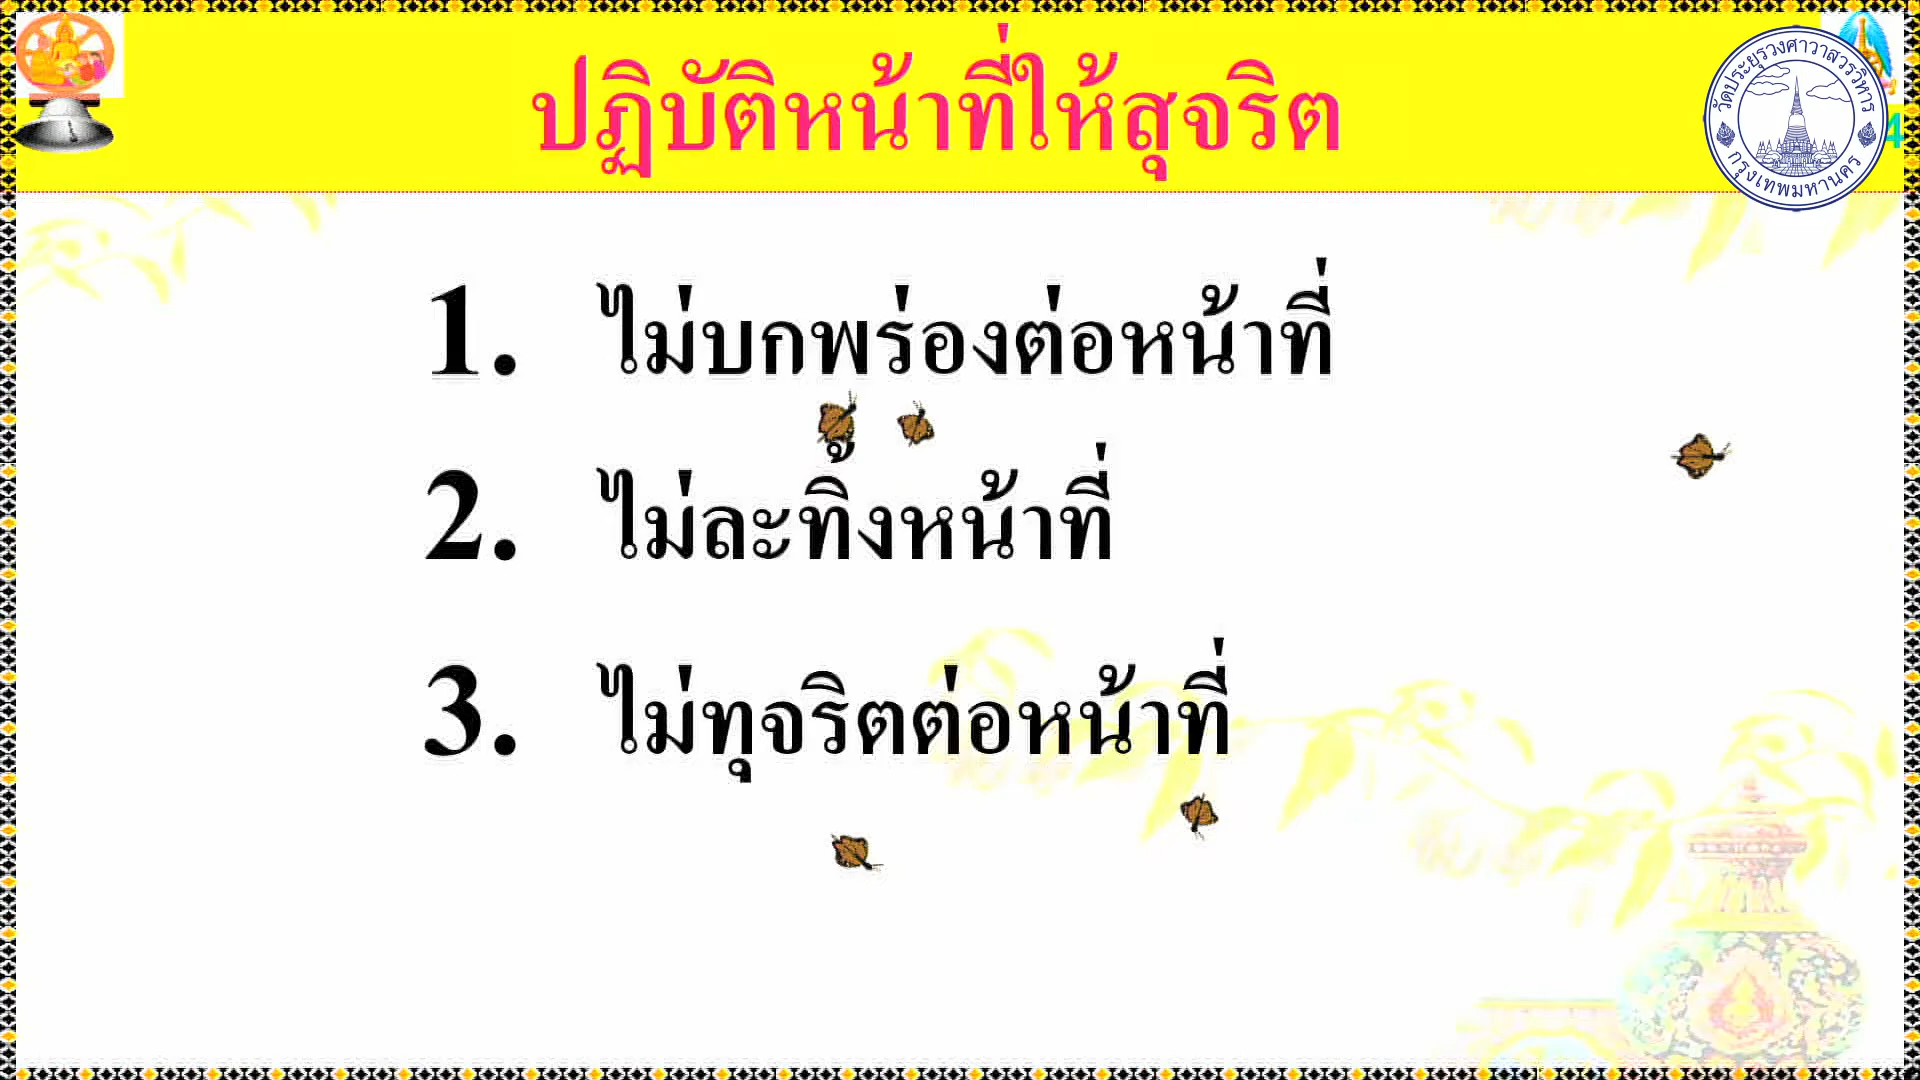 ปฏิบัติหน้าที่ให้สุจริต
วัดประยุรวงศาวาสวรวิหาร
กรุงเทพมหานคร
4
1. ไม่บกพร่องต่อหน้าที่
2. ไม่ละทิ้งหน้าที่
3. ไม่ทุจริตต่อหน้าที่